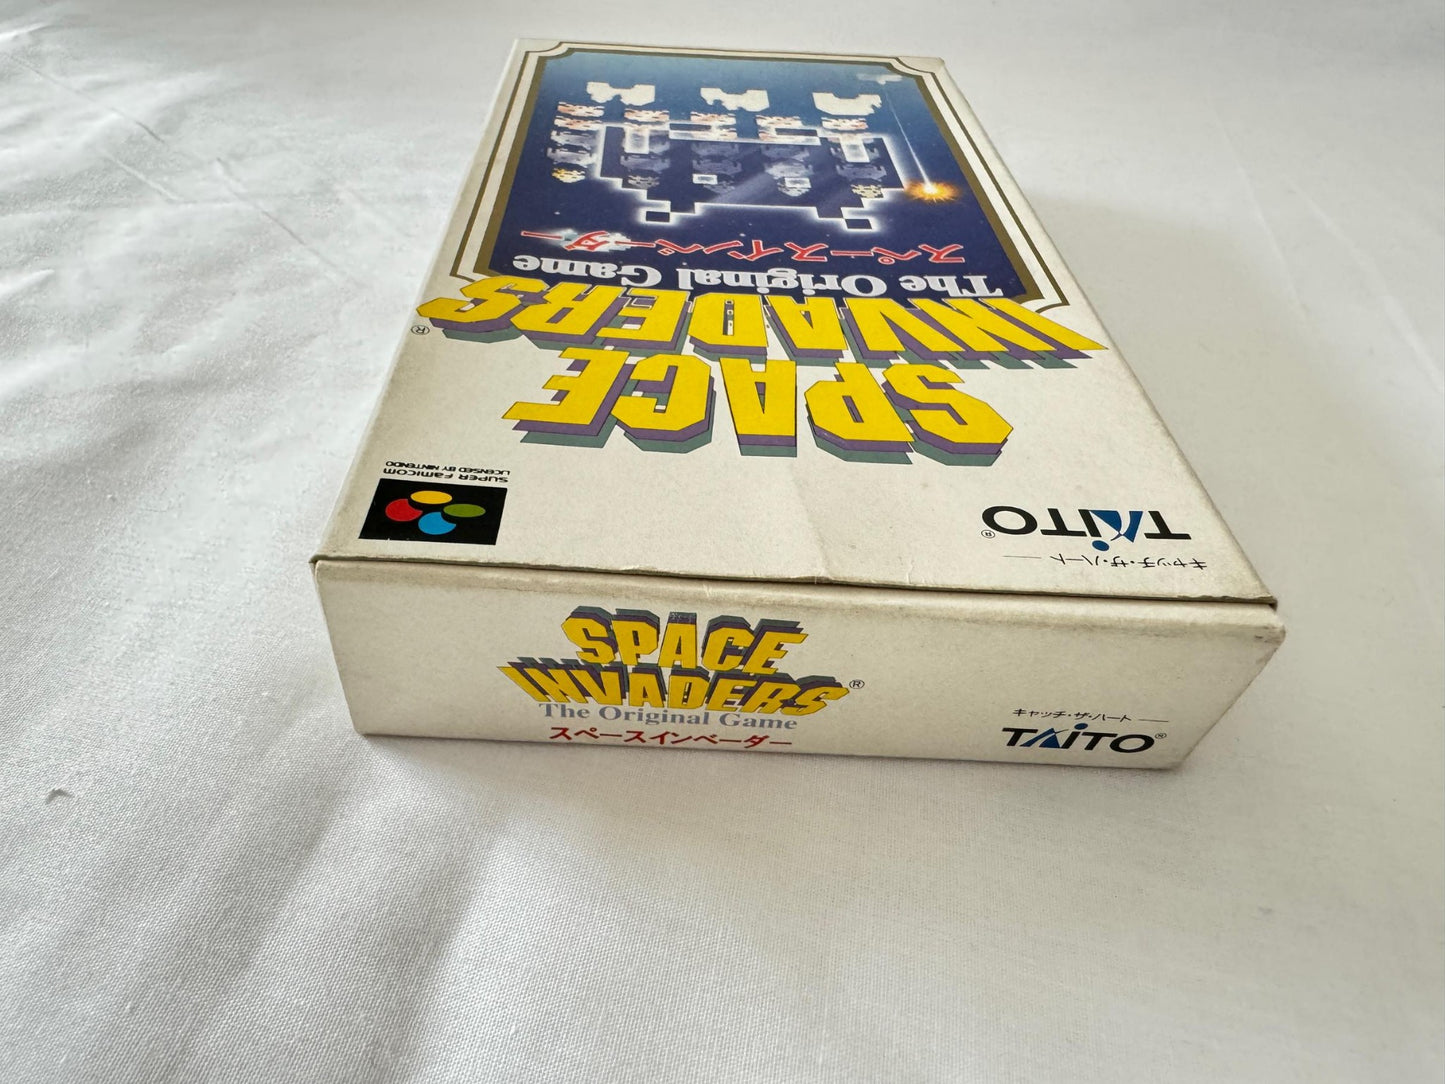 キャッチ・ザ・ハート
TAITO®
SUPER FAMICOM
LICENSED BY NINTENDO
SPACE
INVADERS®
The Original Game
スペースインベーダー
SPACE
INVADERS®
The Original Game
スペースインベーダー
キャッチ・ザ・ハート
TAITO®